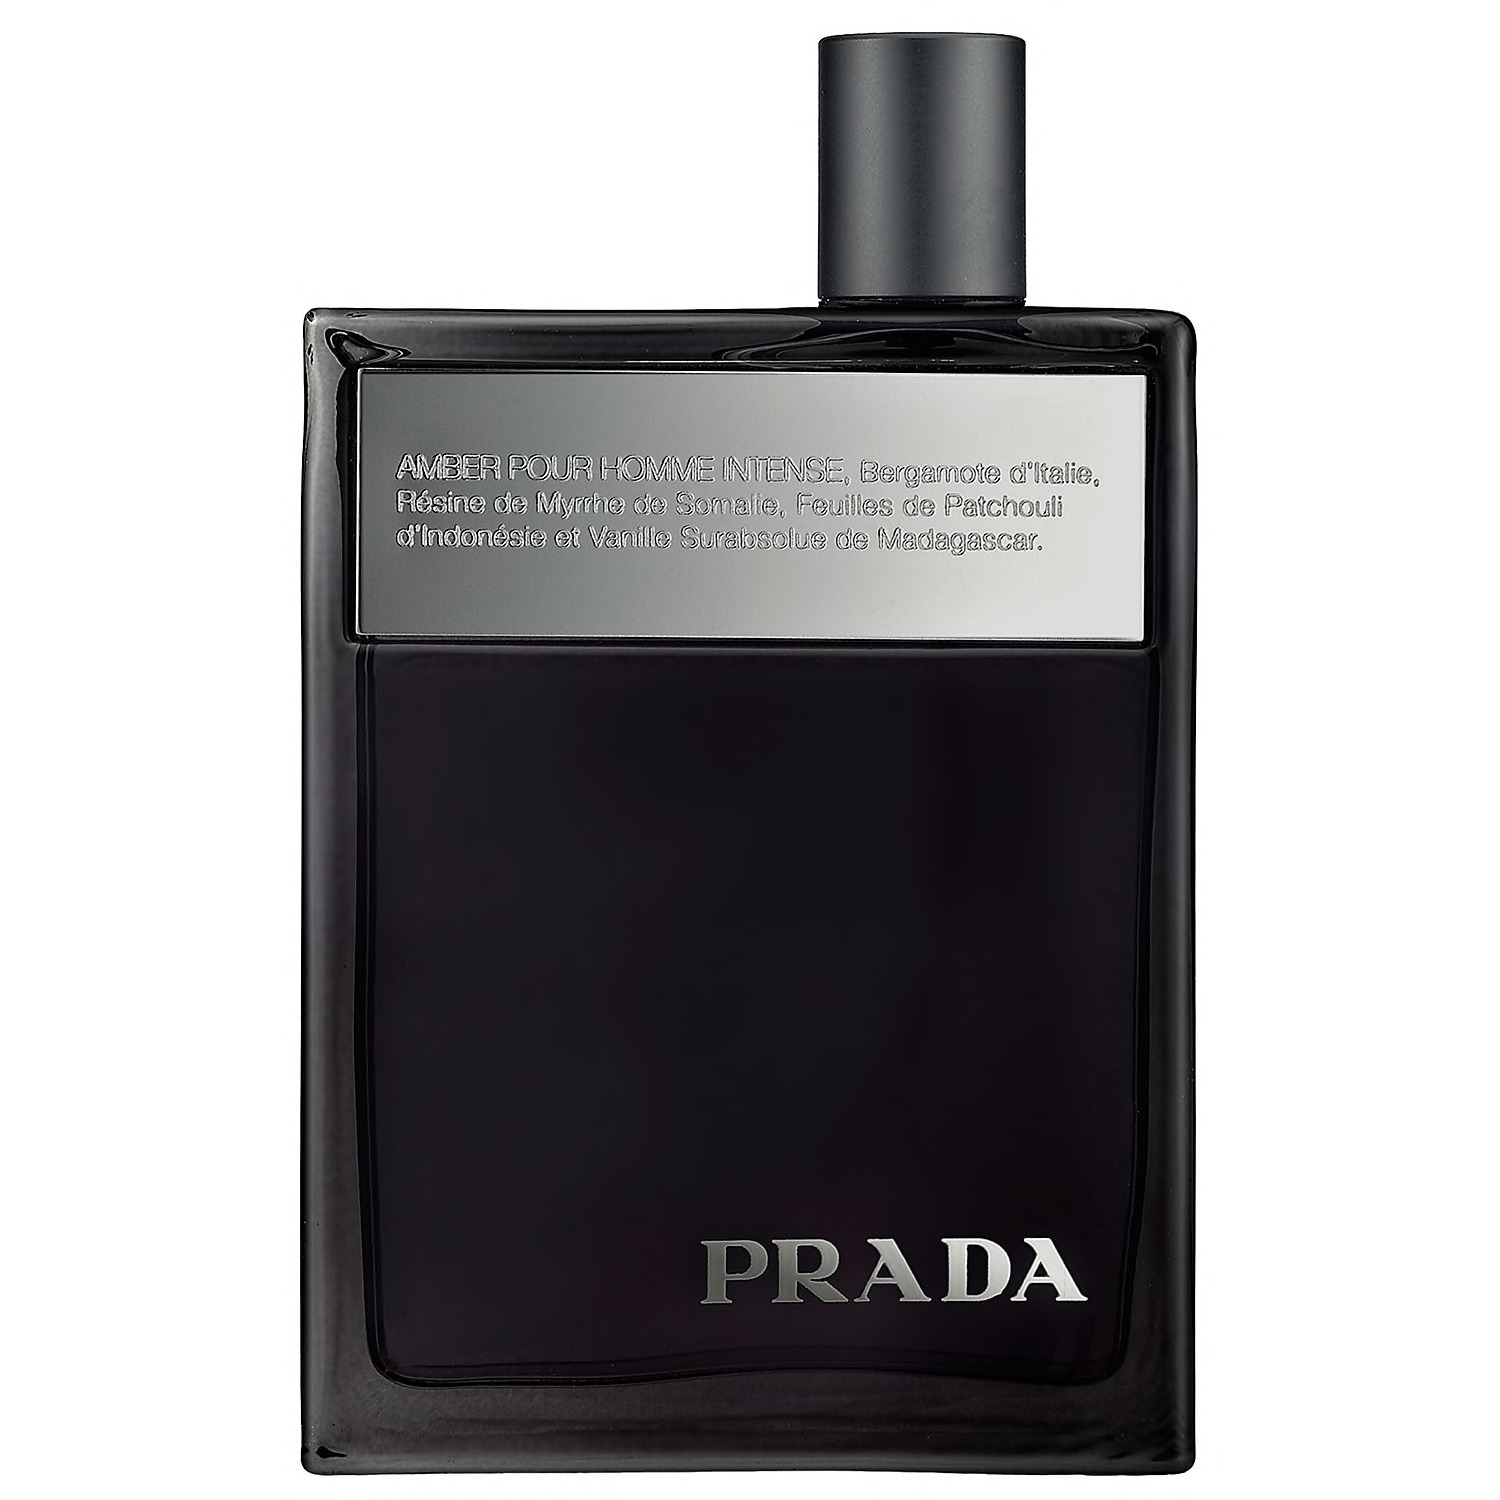 AMBER POUR HOMME INTENSE, Bergamote d'Italie,
Résine de Myrrhe de Somalie, Feuilles de Patchouli
d'Indonésie et Vanille Surabsolue de Madagascar.
PRADA